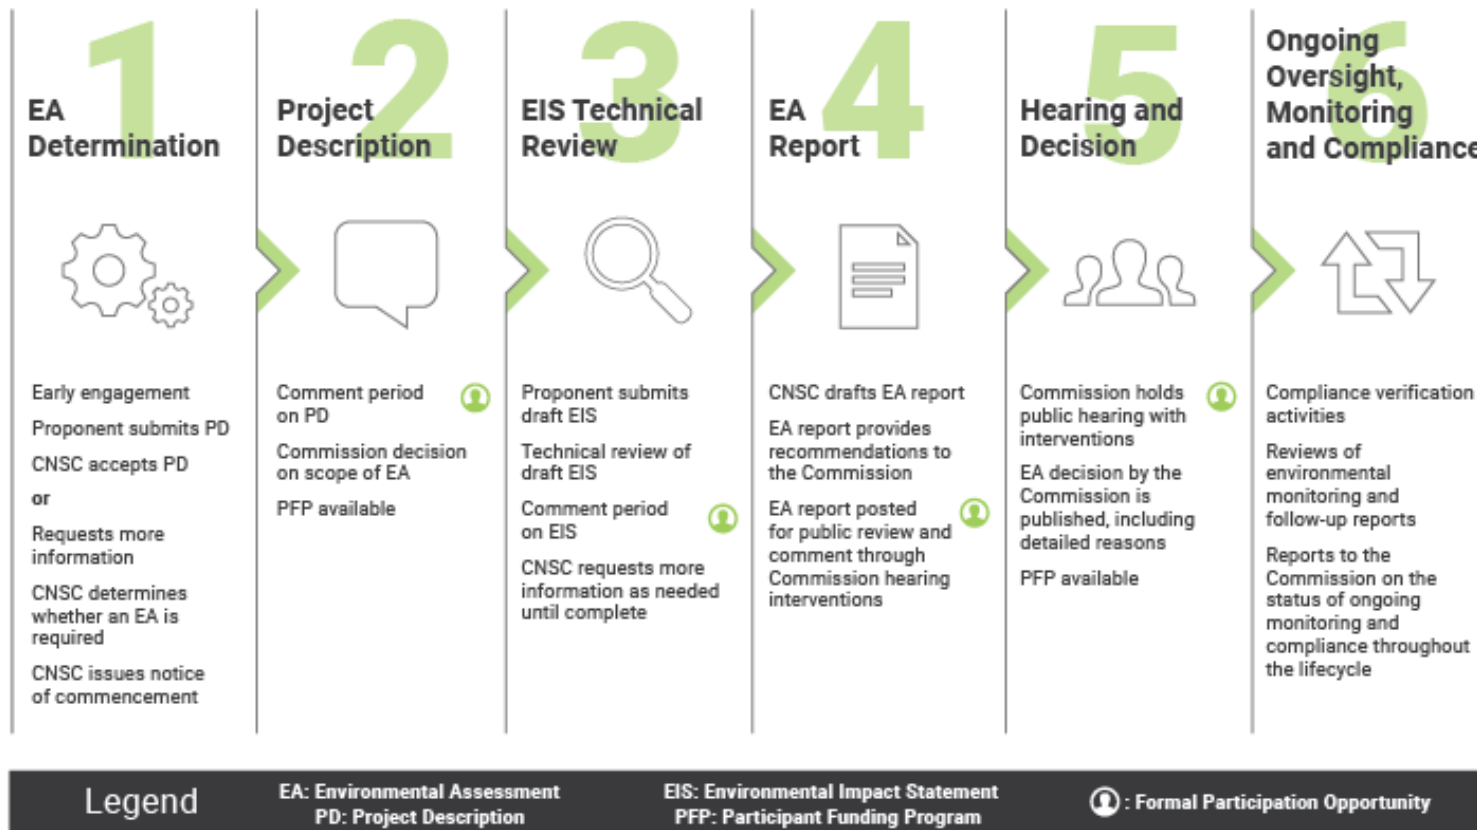 1
EA
Determination
Early engagement
Proponent submits PD
CNSC accepts PD
or
Requests more
information
CNSC determines
whether an EA is
required
CNSC issues notice
of commencement
2
Project
Description
Comment period
on PD
Commission decision
on scope of EA
PFP available
3
EIS Technical
Review
Proponent submits
draft EIS
Technical review of
draft EIS
Comment period
on EIS
CNSC requests more
information as needed
until complete
4
EA
Report
CNSC drafts EA report
EA report provides
recommendations to
the Commission
EA report posted
for public review and
comment through
Commission hearing
interventions
5
Hearing and
Decision
Commission holds
public hearing with
interventions
EA decision by the
Commission is
published, including
detailed reasons
PFP available
6
Ongoing
Oversight,
Monitoring
and Compliance
Compliance verification
activities
Reviews of
environmental
monitoring and
follow-up reports
Reports to the
Commission on the
status of ongoing
monitoring and
compliance throughout
the lifecycle
Legend
EA: Environmental Assessment
PD: Project Description
EIS: Environmental Impact Statement
PFP: Participant Funding Program
: Formal Participation Opportunity